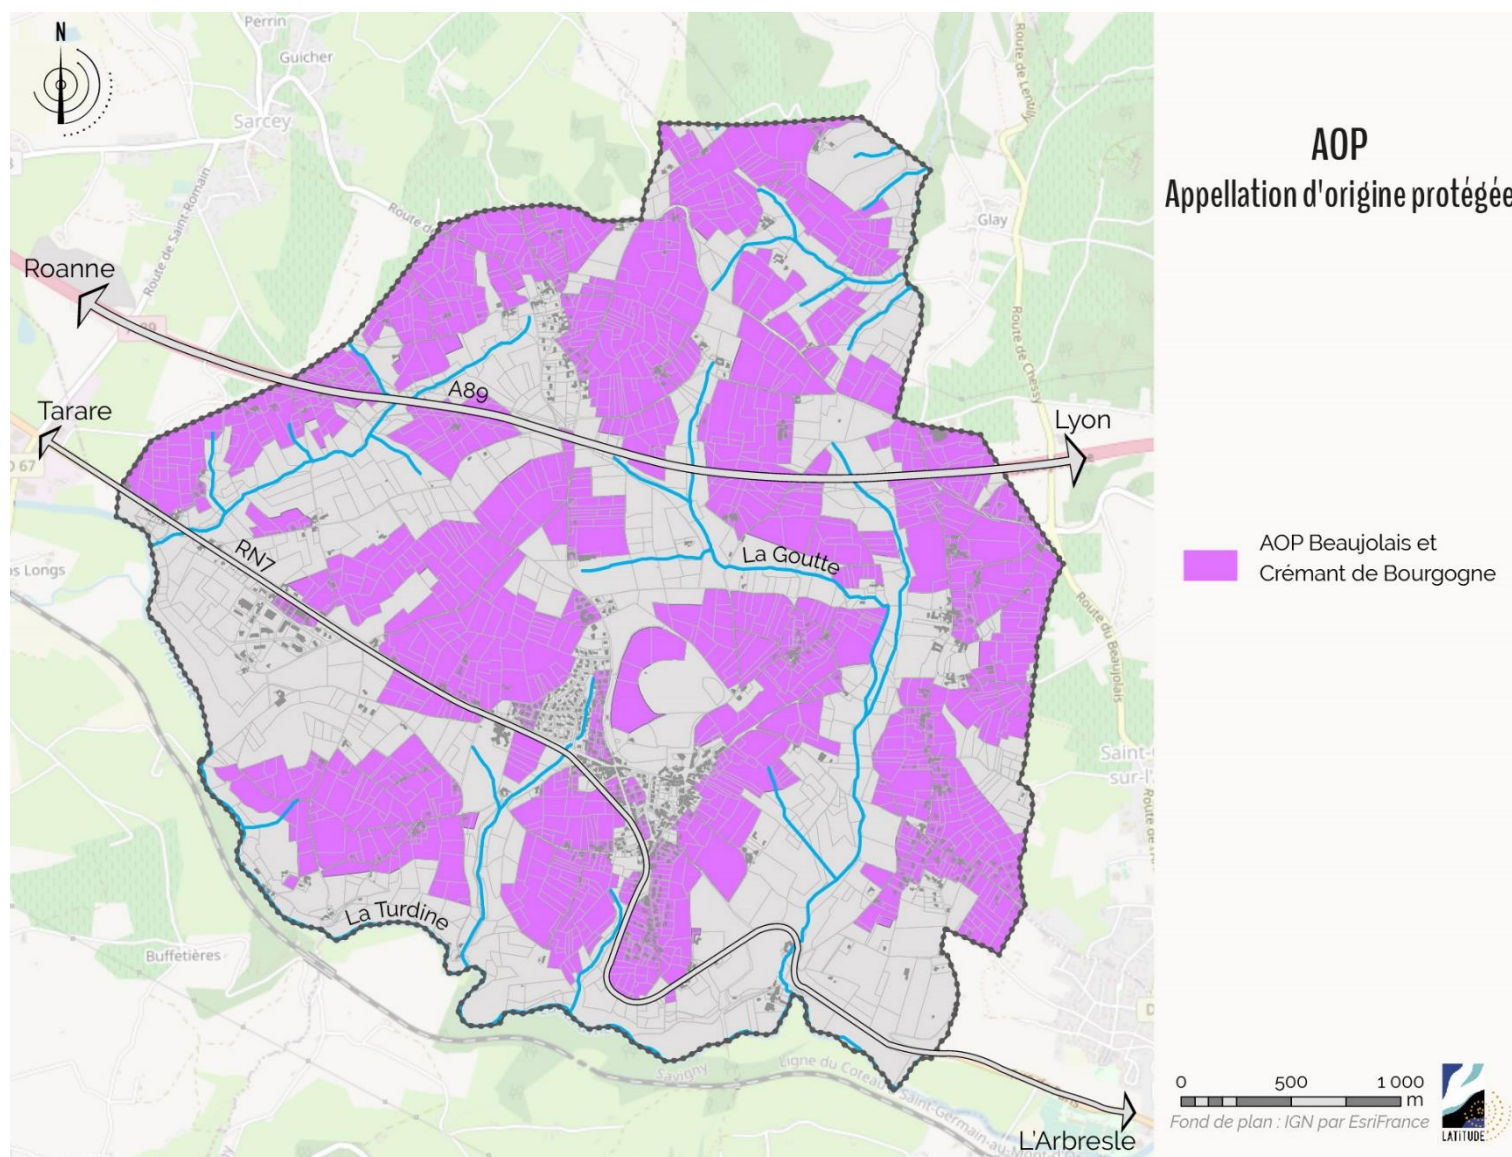 N
Perrin
Guicher
Sarcey
Route de Saint-Romain
Route de
Route de Lentilly
Glay
Roanne
Tarare
A89
Lyon
Route de Chessy
RN7
La Goutte
Route du Beaujolais
La Turdine
Buffetières
Savigny
Ligne du Coteau à Saint-Germain-au-Mont-d'Or
L'Arbresle
AOP
Appellation d'origine protégée
AOP Beaujolais et
Crémant de Bourgogne
0 500 1 000
m
Fond de plan : IGN par EsriFrance
LATITUDE